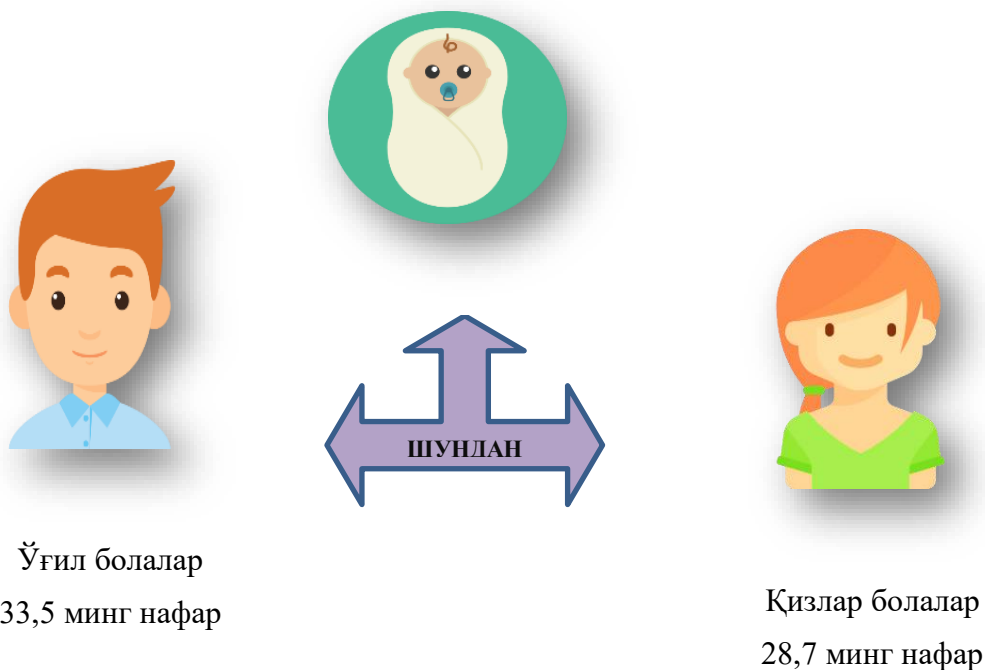 ШУНДАН
Ўғил болалар
33,5 минг нафар
Қизлар болалар
28,7 минг нафар